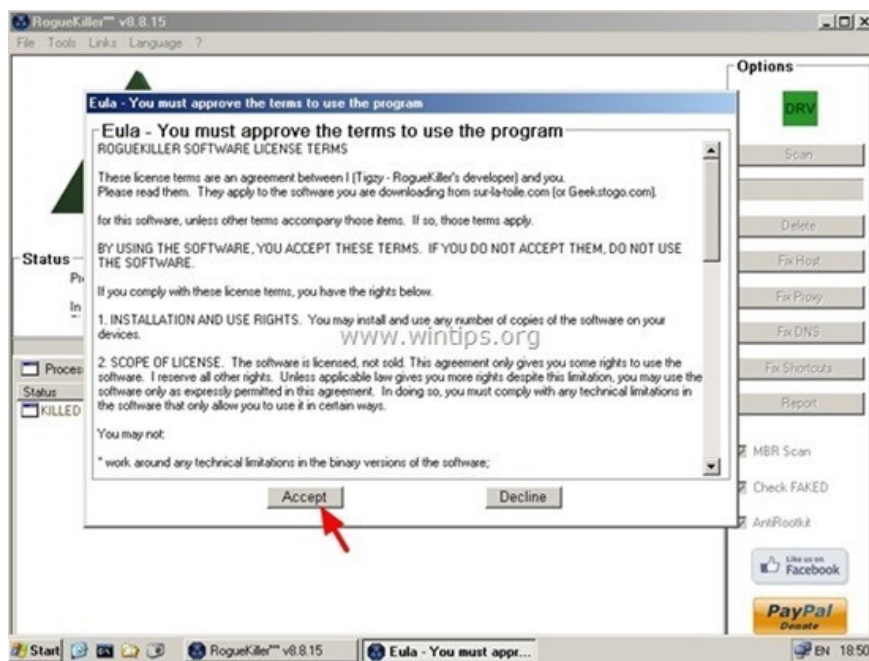 RogueKiller™ v8.8.15
File Tools Links Language ?
Options
DRV
Scan
Delete
Fix Host
Fix Proxy
Fix DNS
Fix Shortcuts
Report
MBR Scan
Check FAKED
AntiRootkit
Like us on
Facebook
PayPal
Donate
Status
Proces
Status
KILLED
Eula - You must approve the terms to use the program
Eula - You must approve the terms to use the program
ROGUEKILLER SOFTWARE LICENSE TERMS
These license terms are an agreement between I (Tigzy - RogueKiller's developer) and you.
Please read them. They apply to the software you are downloading from sur-la-toile.com (or Geekstogo.com).
for this software, unless other terms accompany those items. If so, those terms apply.
BY USING THE SOFTWARE, YOU ACCEPT THESE TERMS. IF YOU DO NOT ACCEPT THEM, DO NOT USE
THE SOFTWARE.
If you comply with these license terms, you have the rights below.
1. INSTALLATION AND USE RIGHTS. You may install and use any number of copies of the software on your
devices.
www.wintips.org
2. SCOPE OF LICENSE. The software is licensed, not sold. This agreement only gives you some rights to use the
software. I reserve all other rights. Unless applicable law gives you more rights despite this limitation, you may use the
software only as expressly permitted in this agreement. In doing so, you must comply with any technical limitations in
the software that only allow you to use it in certain ways.
You may not:
* work around any technical limitations in the binary versions of the software;
Accept Decline
Start RogueKiller™ v8.8.15 Eula - You must appr... EN 18:50